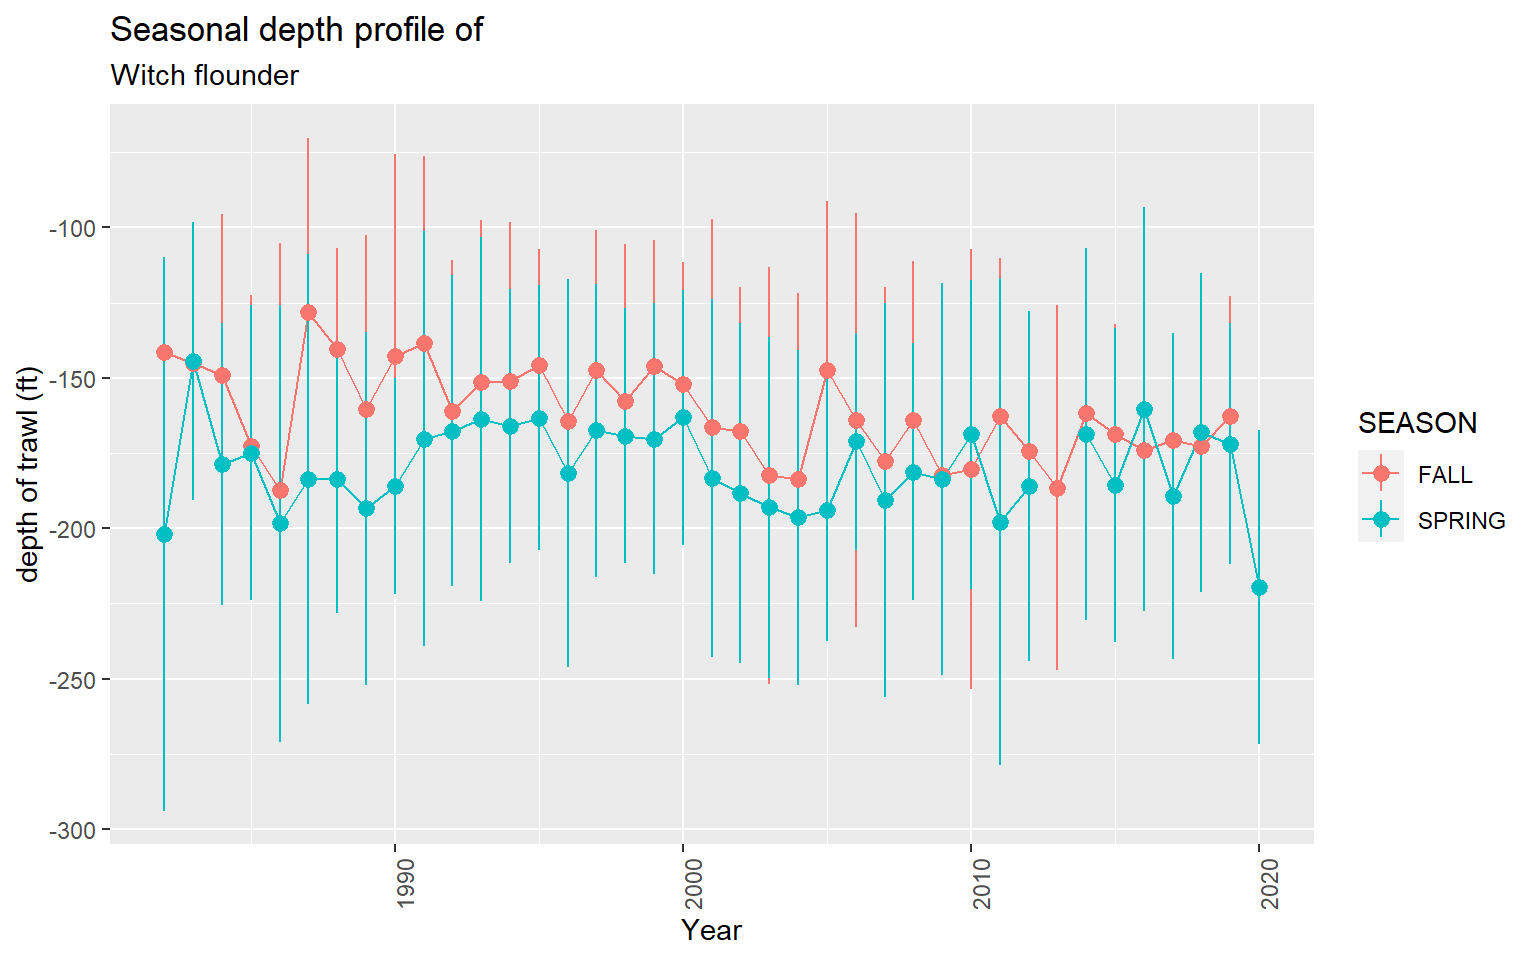 Seasonal depth profile of
Witch flounder
depth of trawl (ft)
-100
-150
-200
-250
-300
1990
2000
2010
2020
Year
SEASON
FALL
SPRING